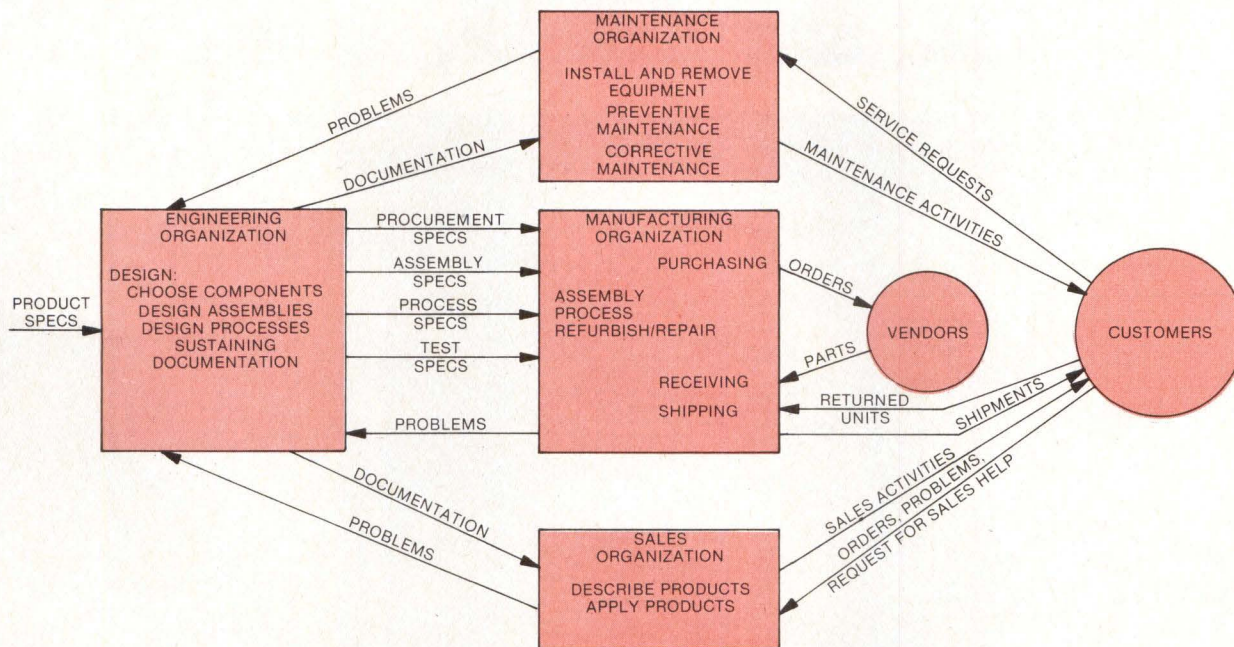 MAINTENANCE
ORGANIZATION
INSTALL AND REMOVE
EQUIPMENT
PREVENTIVE
MAINTENANCE
CORRECTIVE
MAINTENANCE
PROBLEMS
DOCUMENTATION
SERVICE REQUESTS
MAINTENANCE ACTIVITIES
PRODUCT
SPECS
ENGINEERING
ORGANIZATION
DESIGN:
CHOOSE COMPONENTS
DESIGN ASSEMBLIES
DESIGN PROCESSES
SUSTAINING
DOCUMENTATION
PROCUREMENT
SPECS
ASSEMBLY
SPECS
PROCESS
SPECS
TEST
SPECS
PROBLEMS
MANUFACTURING
ORGANIZATION
PURCHASING
ASSEMBLY
PROCESS
REFURBISH/REPAIR
RECEIVING
SHIPPING
ORDERS
VENDORS
PARTS
CUSTOMERS
RETURNED
UNITS
SHIPMENTS
DOCUMENTATION
PROBLEMS
SALES
ORGANIZATION
DESCRIBE PRODUCTS
APPLY PRODUCTS
SALES ACTIVITIES
ORDERS, PROBLEMS,
REQUEST FOR SALES HELP